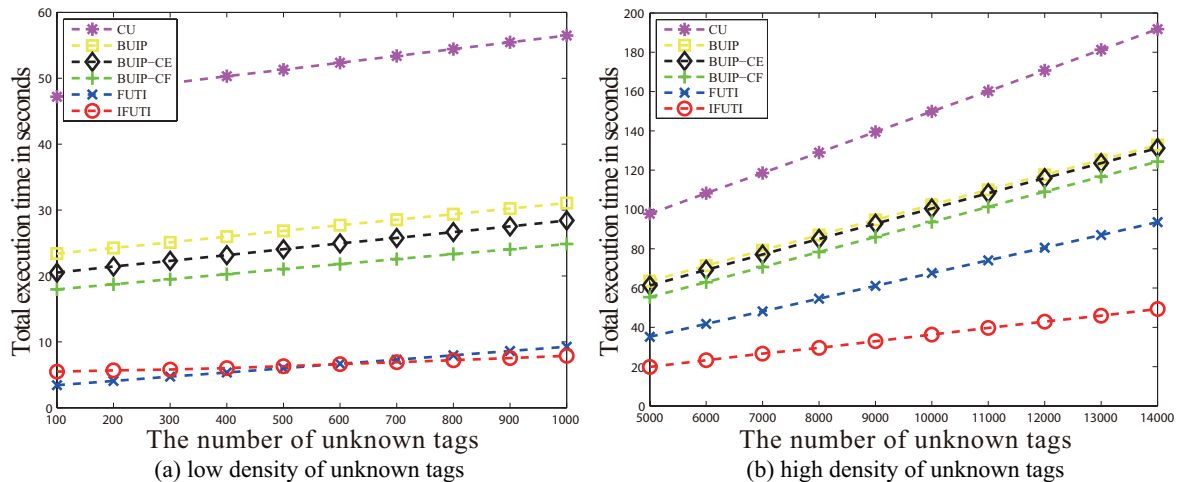 60
50
40
30
20
10
0
Total execution time in seconds
CU
BUIP
BUIP-CE
BUIP-CF
FUTI
IFUTI
100 200 300 400 500 600 700 800 900 1000
The number of unknown tags
(a) low density of unknown tags
200
180
160
140
120
100
80
60
40
20
0
Total execution time in seconds
CU
BUIP
BUIP-CE
BUIP-CF
FUTI
IFUTI
5000 6000 7000 8000 9000 10000 11000 12000 13000 14000
The number of unknown tags
(b) high density of unknown tags